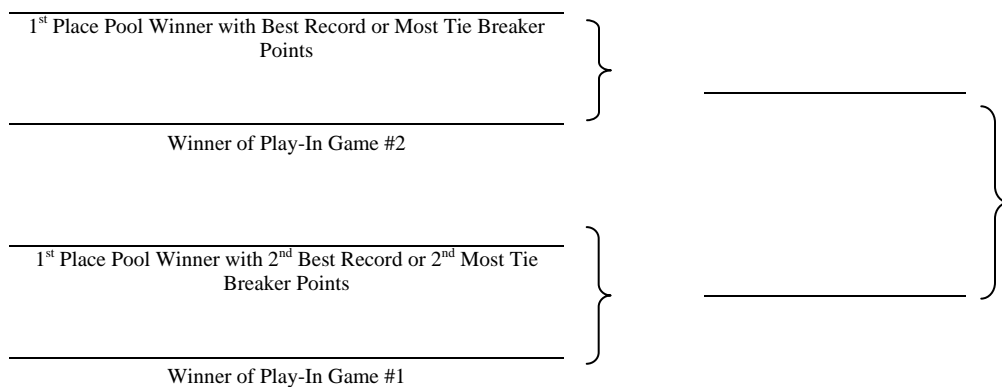 1st Place Pool Winner with Best Record or Most Tie Breaker
Points
Winner of Play-In Game #2
1st Place Pool Winner with 2nd Best Record or 2nd Most Tie
Breaker Points
Winner of Play-In Game #1